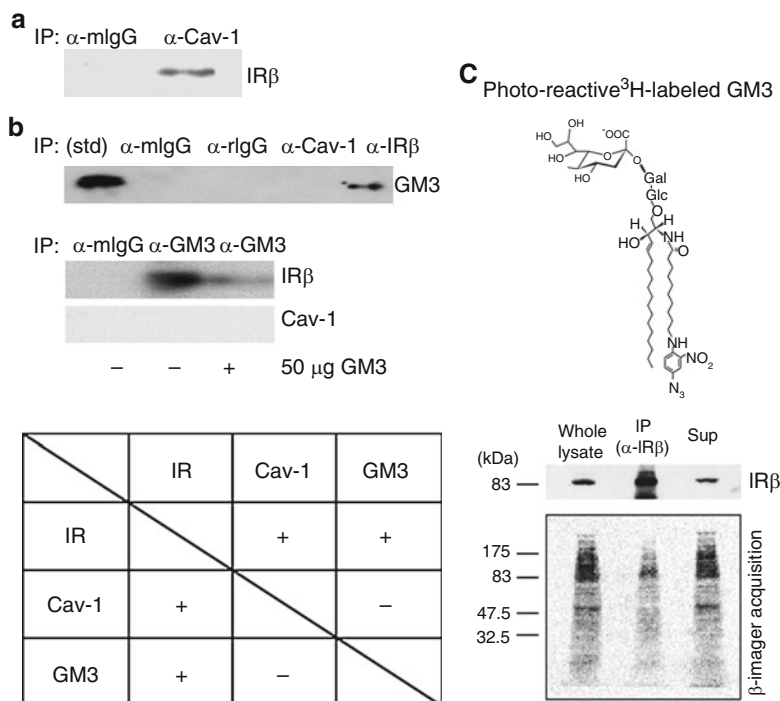 a
IP: α-mIgG α-Cav-1
IRβ
b
IP: (std) α-mIgG α-rIgG α-Cav-1 α-IRβ
GM3
IP: α-mIgG α-GM3 α-GM3
IRβ
Cav-1
– – + 50 µg GM3
IR Cav-1 GM3
IR + +
Cav-1 + –
GM3 + –
C
Photo-reactive³H-labeled GM3
OH
HO
⁻OOC
OH
O
O
HO
HO
Gal
Glc
O
H
H
HO
NH
O
NH
NO₂
N₃
(kDa)
Whole lysate
IP (α-IRβ)
Sup
83
IRβ
175
83
47.5
32.5
β-imager acquisition